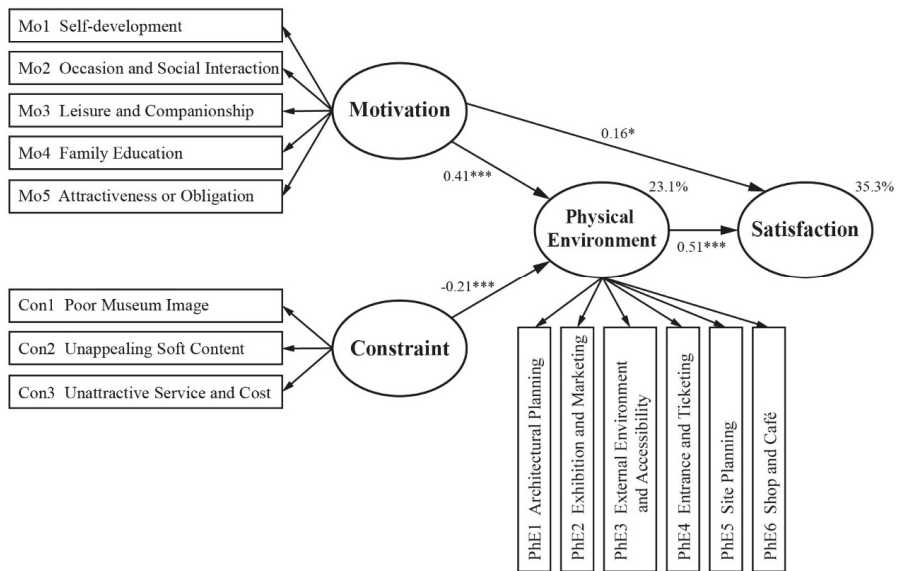 Mo1 Self-development
Mo2 Occasion and Social Interaction
Mo3 Leisure and Companionship
Mo4 Family Education
Mo5 Attractiveness or Obligation
Motivation
0.16*
0.41***
23.1%
35.3%
Physical
Environment
0.51***
Satisfaction
-0.21***
Con1 Poor Museum Image
Con2 Unappealing Soft Content
Con3 Unattractive Service and Cost
Constraint
PhE1 Architectural Planning
PhE2 Exhibition and Marketing
PhE3 External Environment
and Accessibility
PhE4 Entrance and Ticketing
PhE5 Site Planning
PhE6 Shop and Café